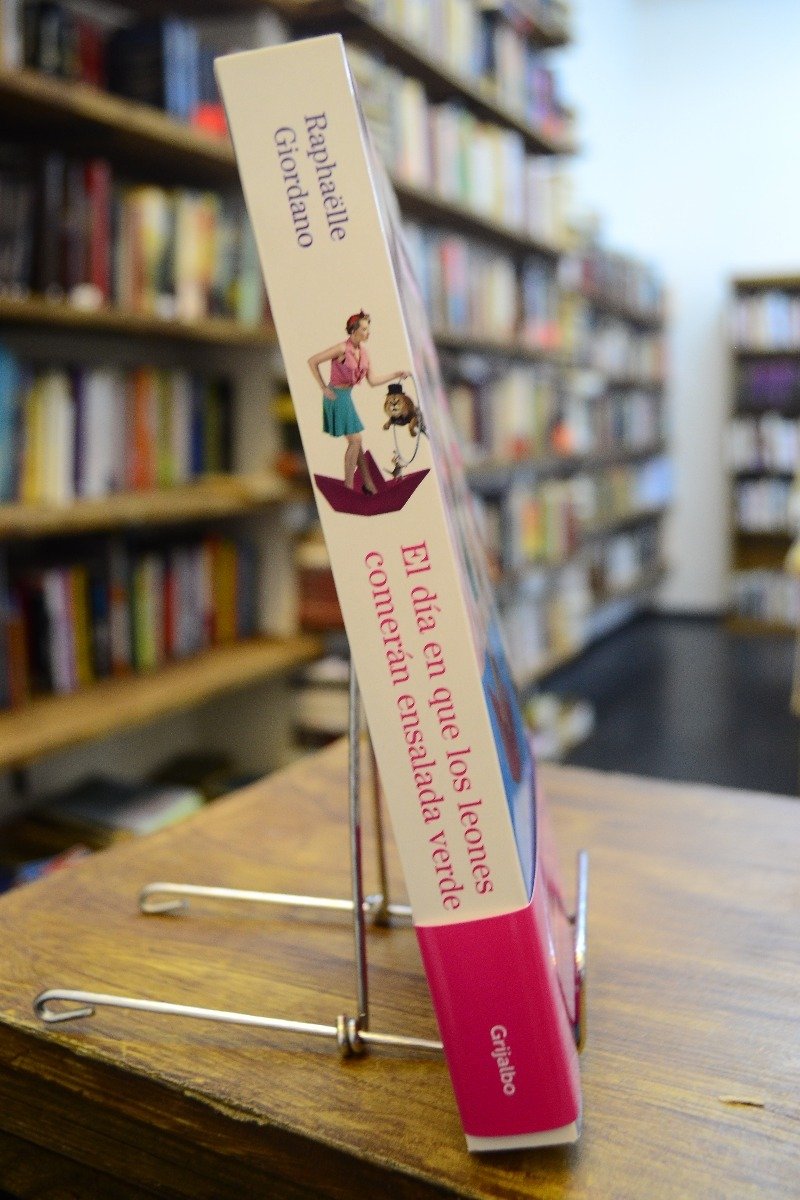 Raphaëlle
Giordano
El día en que los leones
comerán ensalada verde
Grijalbo